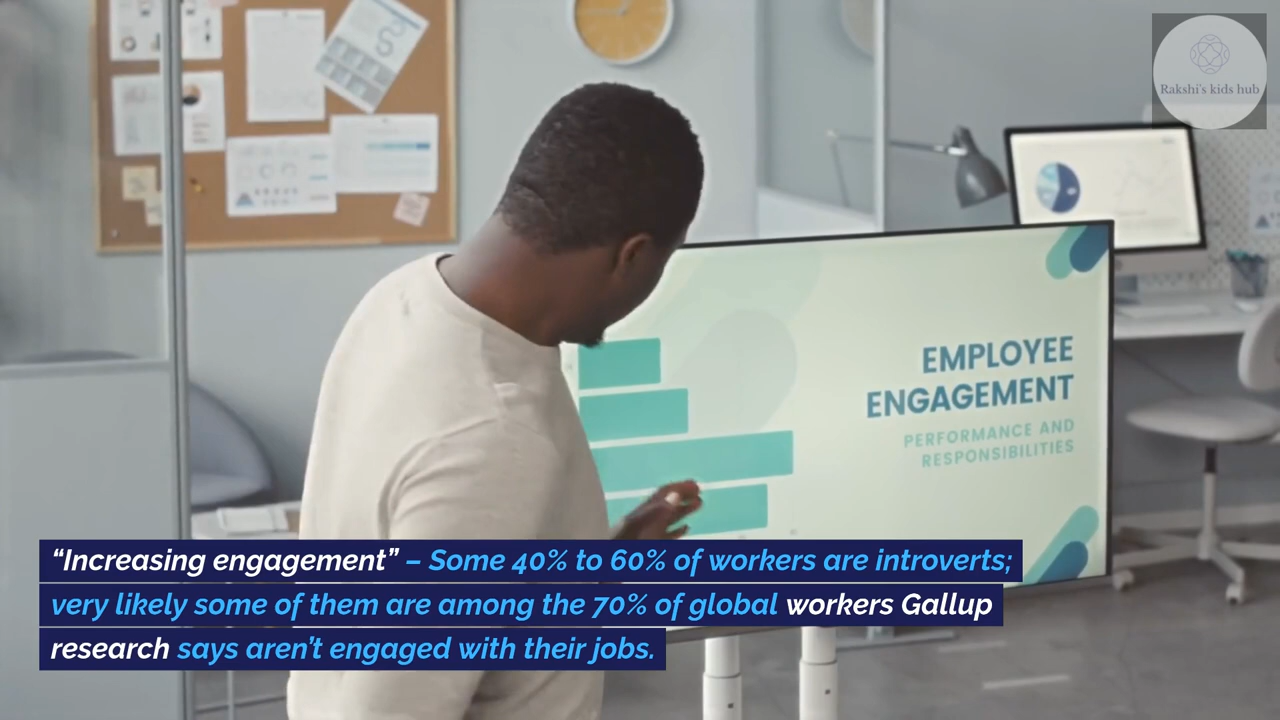 Rakshi's kids hub
EMPLOYEE
ENGAGEMENT
PERFORMANCE AND
RESPONSIBILITIES
“Increasing engagement” – Some 40% to 60% of workers are introverts;
very likely some of them are among the 70% of global workers Gallup
research says aren’t engaged with their jobs.